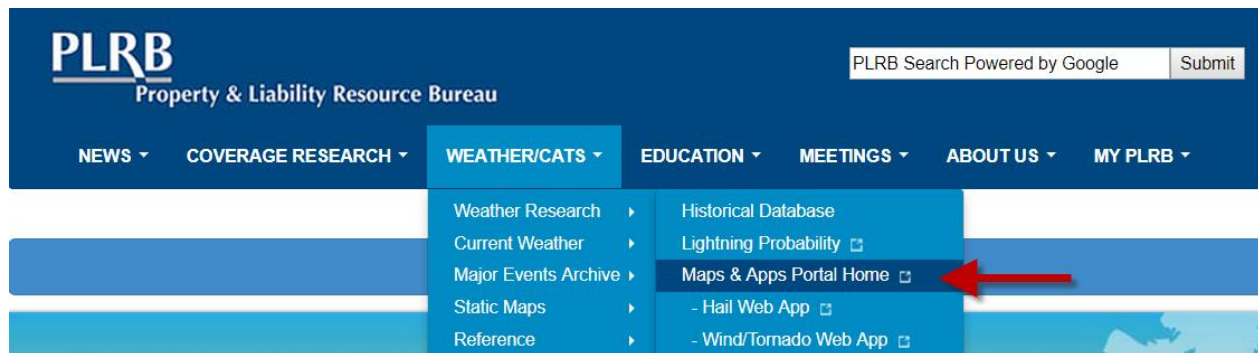 PLRB
Property & Liability Resource Bureau
PLRB Search Powered by Google
Submit
NEWS
COVERAGE RESEARCH
WEATHER/CATS
EDUCATION
MEETINGS
ABOUT US
MY PLRB
Weather Research
Current Weather
Major Events Archive
Static Maps
Reference
Historical Database
Lightning Probability
Maps & Apps Portal Home
- Hail Web App
- Wind/Tornado Web App